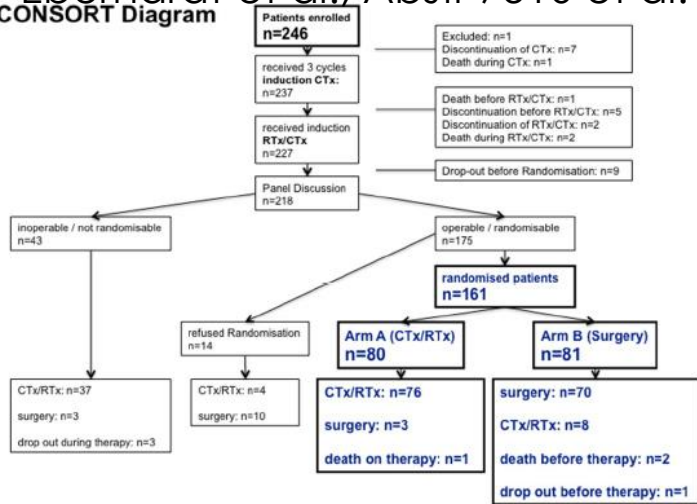 CONSORT Diagram
Patients enrolled
n=246
Excluded: n=1
Discontinuation of CTx: n=7
Death during CTx: n=1
received 3 cycles
induction CTx:
n=237
Death before RTx/CTx: n=1
Discontinuation before RTx/CTx: n=5
Discontinuation of RTx/CTx: n=2
Death during RTx/CTx: n=2
received induction
RTx/CTx
n=227
Drop-out before Randomisation: n=9
Panel Discussion
n=218
inoperable / not randomisable
n=43
operable / randomisable
n=175
randomised patients
n=161
refused Randomisation
n=14
Arm A (CTx/RTx)
n=80
Arm B (Surgery)
n=81
CTx/RTx: n=37
surgery: n=3
drop out during therapy: n=3
CTx/RTx: n=4
surgery: n=10
CTx/RTx: n=76
surgery: n=3
death on therapy: n=1
surgery: n=70
CTx/RTx: n=8
death before therapy: n=2
drop out before therapy: n=1